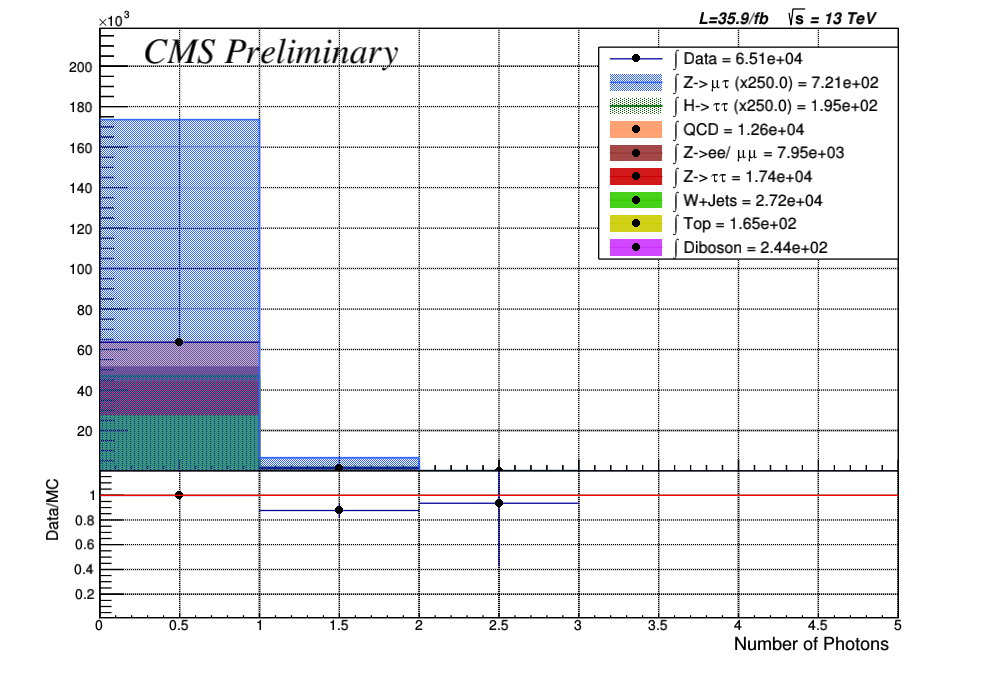 ×10³
L=35.9/fb √s = 13 TeV
CMS Preliminary
200
180
160
140
120
100
80
60
40
20
∫ Data = 6.51e+04
∫ Z->μτ (x250.0) = 7.21e+02
∫ H->ττ (x250.0) = 1.95e+02
∫ QCD = 1.26e+04
∫ Z->ee/ μμ = 7.95e+03
∫ Z->ττ = 1.74e+04
∫ W+Jets = 2.72e+04
∫ Top = 1.65e+02
∫ Diboson = 2.44e+02
Data/MC
1
0.8
0.6
0.4
0.2
0 0.5 1 1.5 2 2.5 3 3.5 4 4.5 5
Number of Photons